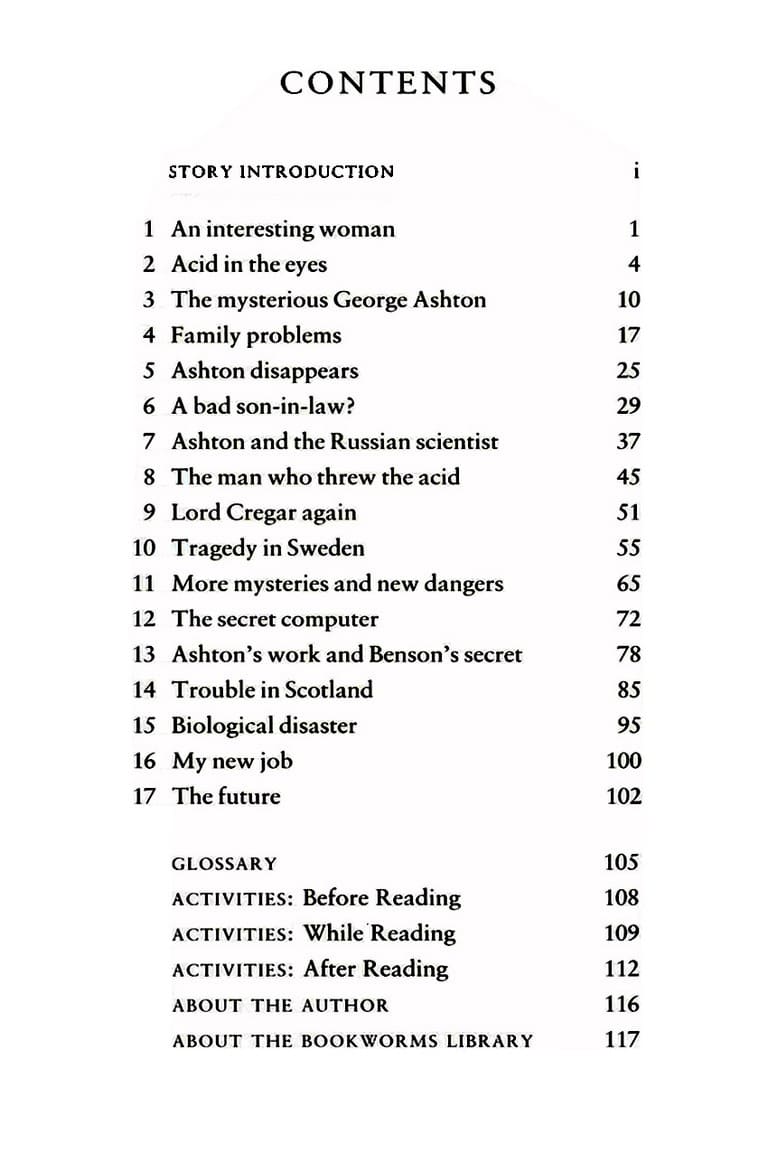 CONTENTS
STORY INTRODUCTION i
1 An interesting woman 1
2 Acid in the eyes 4
3 The mysterious George Ashton 10
4 Family problems 17
5 Ashton disappears 25
6 A bad son-in-law? 29
7 Ashton and the Russian scientist 37
8 The man who threw the acid 45
9 Lord Cregar again 51
10 Tragedy in Sweden 55
11 More mysteries and new dangers 65
12 The secret computer 72
13 Ashton's work and Benson's secret 78
14 Trouble in Scotland 85
15 Biological disaster 95
16 My new job 100
17 The future 102
GLOSSARY 105
ACTIVITIES: Before Reading 108
ACTIVITIES: While Reading 109
ACTIVITIES: After Reading 112
ABOUT THE AUTHOR 116
ABOUT THE BOOKWORMS LIBRARY 117